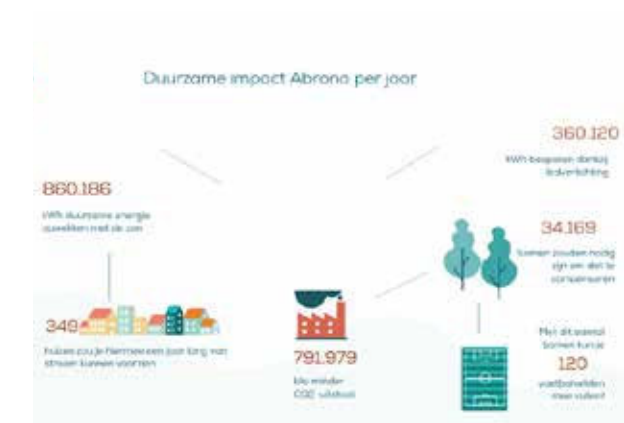 Duurzame impact Abrona per jaar
360.120
kWh besparen dankzij
ledverlichting
860.186
kWh duurzame energie
opwekken met de zon
34.169
bomen zouden nodig
zijn om dat te
compenseren
349
huizen zou je hiermee een jaar lang van
stroom kunnen voorzien
791.979
kilo minder
CO2 uitstoot
Met dit aantal
bomen kun je
120
voetbalvelden
mee vullen!